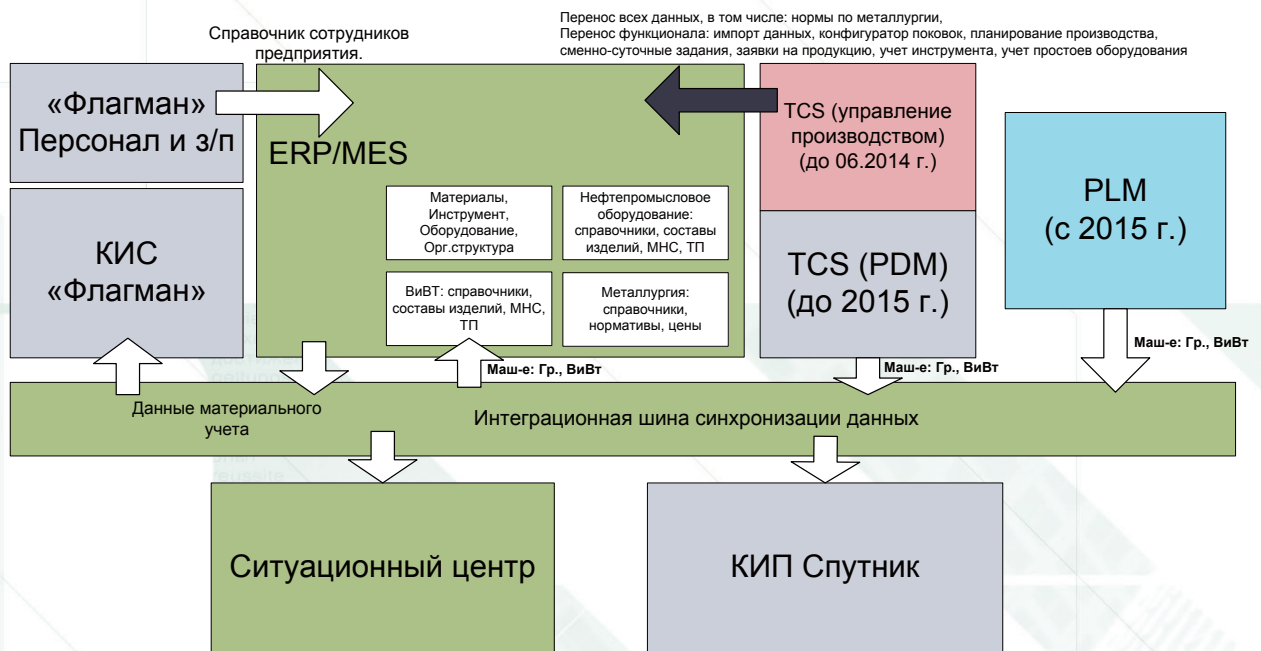 Справочник сотрудников
предприятия.
Перенос всех данных, в том числе: нормы по металлургии,
Перенос функционала: импорт данных, конфигуратор поковок, планирование производства,
сменно-суточные задания, заявки на продукцию, учет инструмента, учет простоев оборудования
«Флагман»
Персонал и з/п
ERP/MES
TCS (управление
производством)
(до 06.2014 г.)
PLM
(с 2015 г.)
КИС
«Флагман»
Материалы,
Инструмент,
Оборудование,
Орг.структура
Нефтепромысловое
оборудование:
справочники, составы
изделий, МНС, ТП
ВиВТ: справочники,
составы изделий, МНС,
ТП
Металлургия:
справочники,
нормативы, цены
TCS (PDM)
(до 2015 г.)
Маш-е: Гр., ВиВт
Маш-е: Гр., ВиВт
Маш-е: Гр., ВиВт
Данные материального
учета
Интеграционная шина синхронизации данных
reussite
Ситуационный центр
КИП Спутник